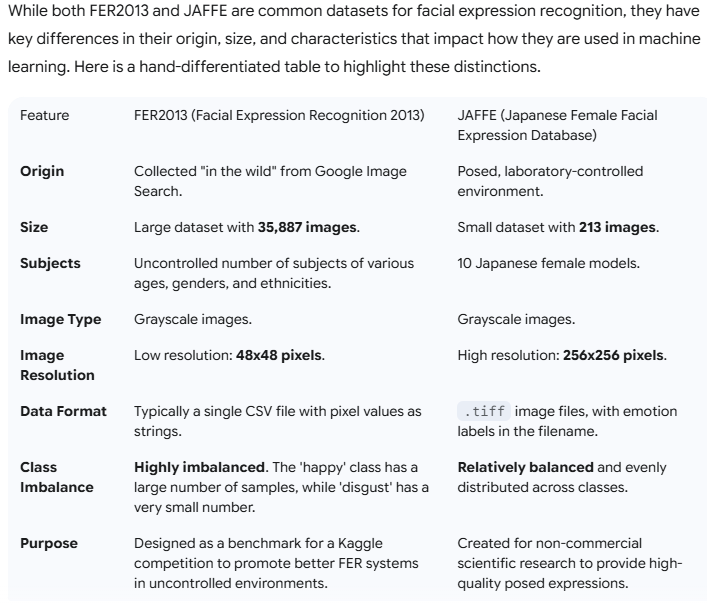 While both FER2013 and JAFFE are common datasets for facial expression recognition, they have
key differences in their origin, size, and characteristics that impact how they are used in machine
learning. Here is a hand-differentiated table to highlight these distinctions.
Feature
FER2013 (Facial Expression Recognition 2013)
JAFFE (Japanese Female Facial
Expression Database)
Origin
Collected "in the wild" from Google Image
Search.
Posed, laboratory-controlled
environment.
Size
Large dataset with 35,887 images.
Small dataset with 213 images.
Subjects
Uncontrolled number of subjects of various
ages, genders, and ethnicities.
10 Japanese female models.
Image Type
Grayscale images.
Grayscale images.
Image
Resolution
Low resolution: 48x48 pixels.
High resolution: 256x256 pixels.
Data Format
Typically a single CSV file with pixel values as
strings.
.tiff image files, with emotion
labels in the filename.
Class
Imbalance
Highly imbalanced. The 'happy' class has a
large number of samples, while 'disgust' has a
very small number.
Relatively balanced and evenly
distributed across classes.
Purpose
Designed as a benchmark for a Kaggle
competition to promote better FER systems
in uncontrolled environments.
Created for non-commercial
scientific research to provide high-
quality posed expressions.